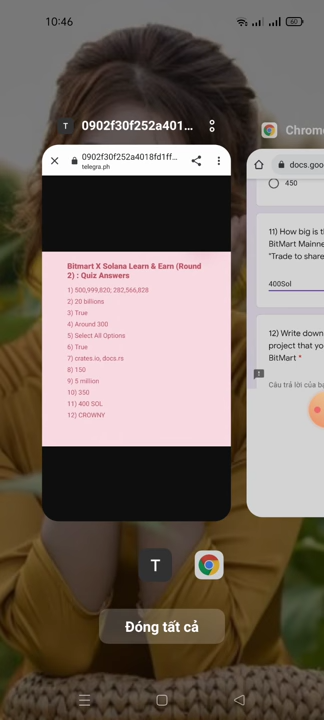 10:46
60
T
0902f30f252a401...
Chrome
0902f30f252a4018fd1ff...
telegra.ph
docs.goo
450
Bitmart X Solana Learn & Earn (Round
2) : Quiz Answers
1) 500,999,820; 282,566,828
2) 20 billions
3) True
4) Around 300
5) Select All Options
6) True
7) crates.io, docs.rs
8) 150
9) 5 million
10) 350
11) 400 SOL
12) CROWNY
11) How big is th
BitMart Mainne
"Trade to share
400Sol
12) Write down
project that yo
BitMart *
Câu trả lời của bạ
T
Đóng tất cả